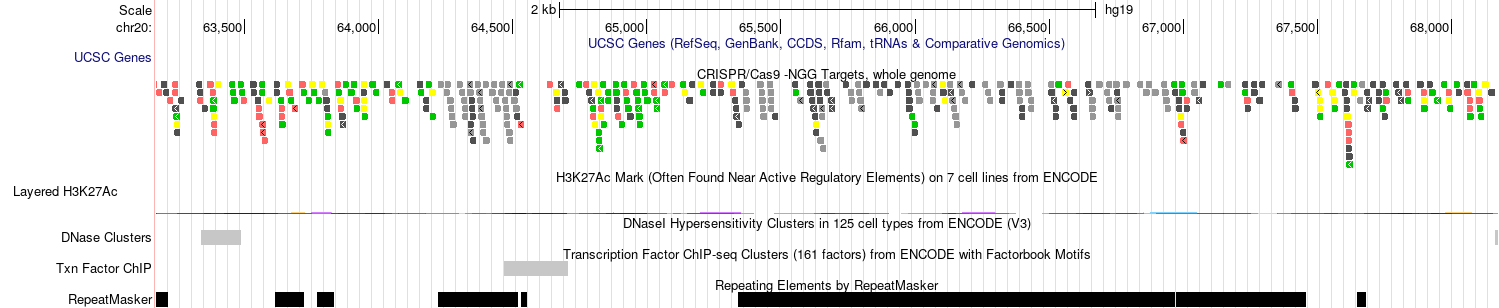 Scale 2 kb hg19
chr20: 63,500 64,000 64,500 65,000 65,500 66,000 66,500 67,000 67,500 68,000
UCSC Genes (RefSeq, GenBank, CCDS, Rfam, tRNAs & Comparative Genomics)
UCSC Genes
CRISPR/Cas9 -NGG Targets, whole genome
H3K27Ac Mark (Often Found Near Active Regulatory Elements) on 7 cell lines from ENCODE
Layered H3K27Ac
DNaseI Hypersensitivity Clusters in 125 cell types from ENCODE (V3)
DNase Clusters
Transcription Factor ChIP-seq Clusters (161 factors) from ENCODE with Factorbook Motifs
Txn Factor ChIP
Repeating Elements by RepeatMasker
RepeatMasker